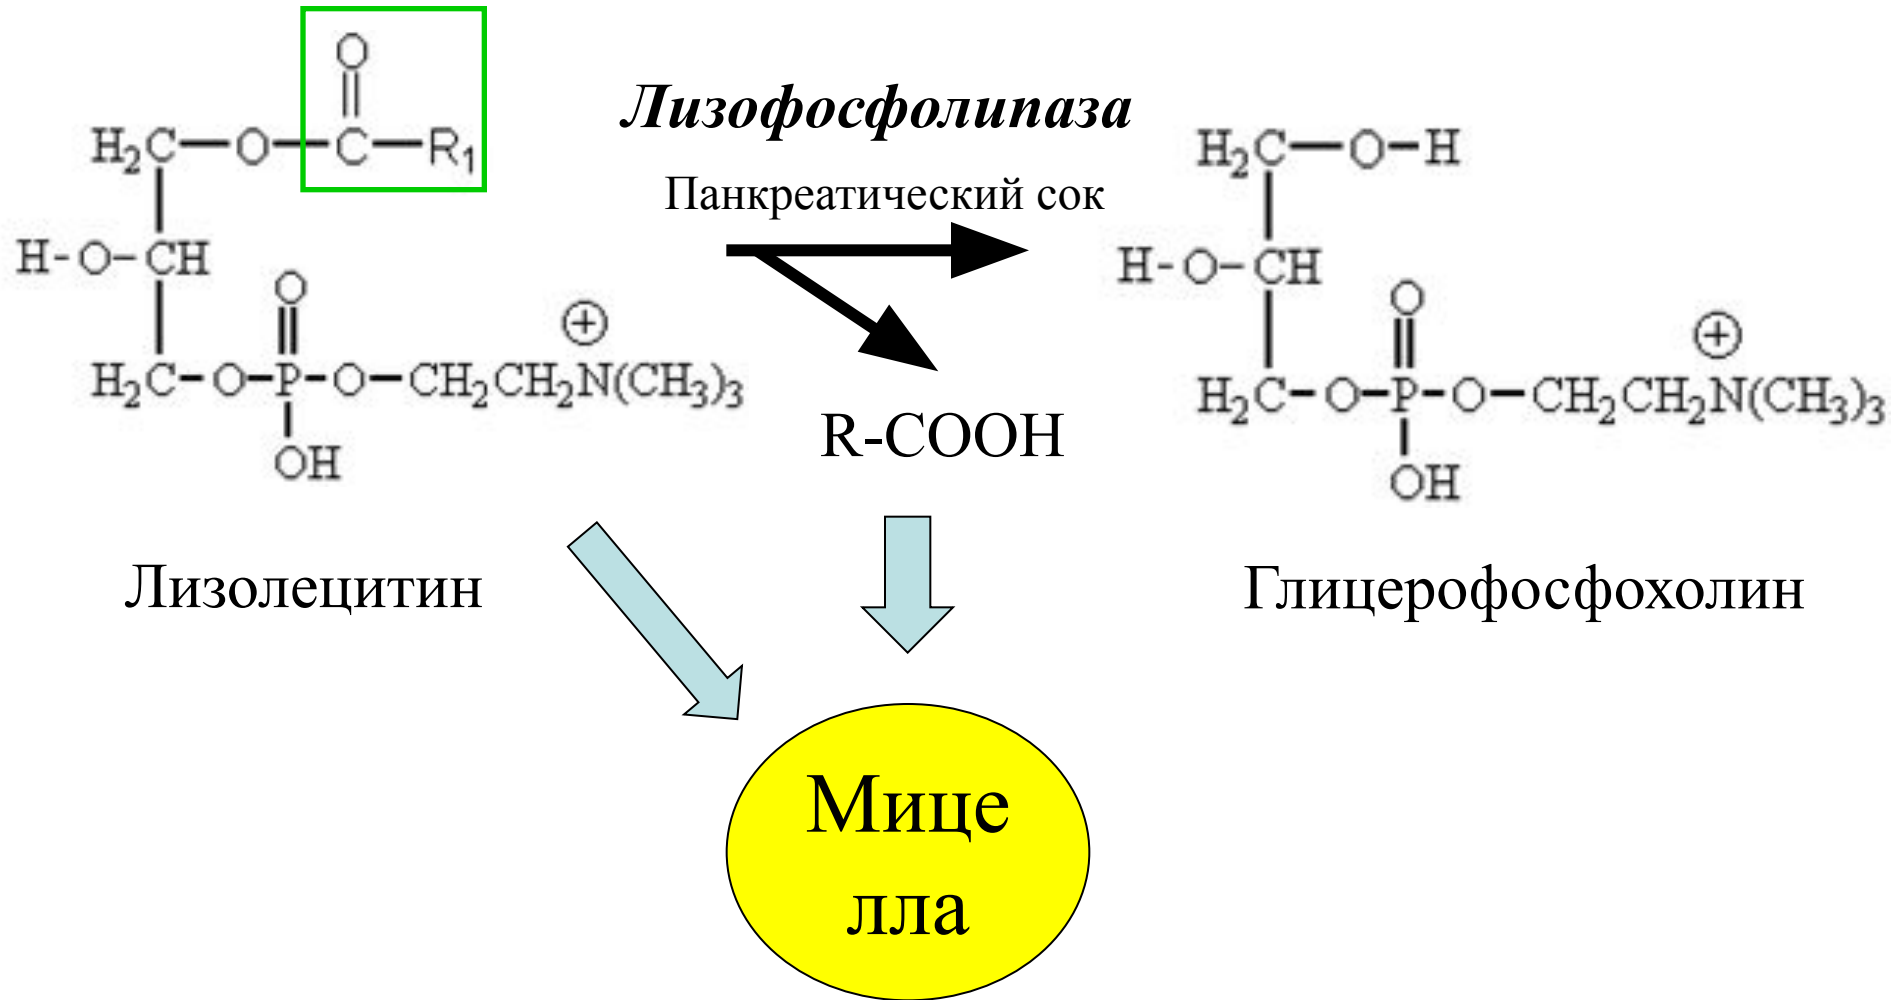 O
H₂C—O—C—R₁
H-O-CH
O
⊕
H₂C-O-P-O—CH₂CH₂N(CH₃)₃
OH
Лизолецитин
Лизофосфолипаза
Панкреатический сок
R-COOH
H₂C—O-H
H-O-CH
O
⊕
H₂C-O-P-O—CH₂CH₂N(CH₃)₃
OH
Глицерофосфохолин
Мице
лла